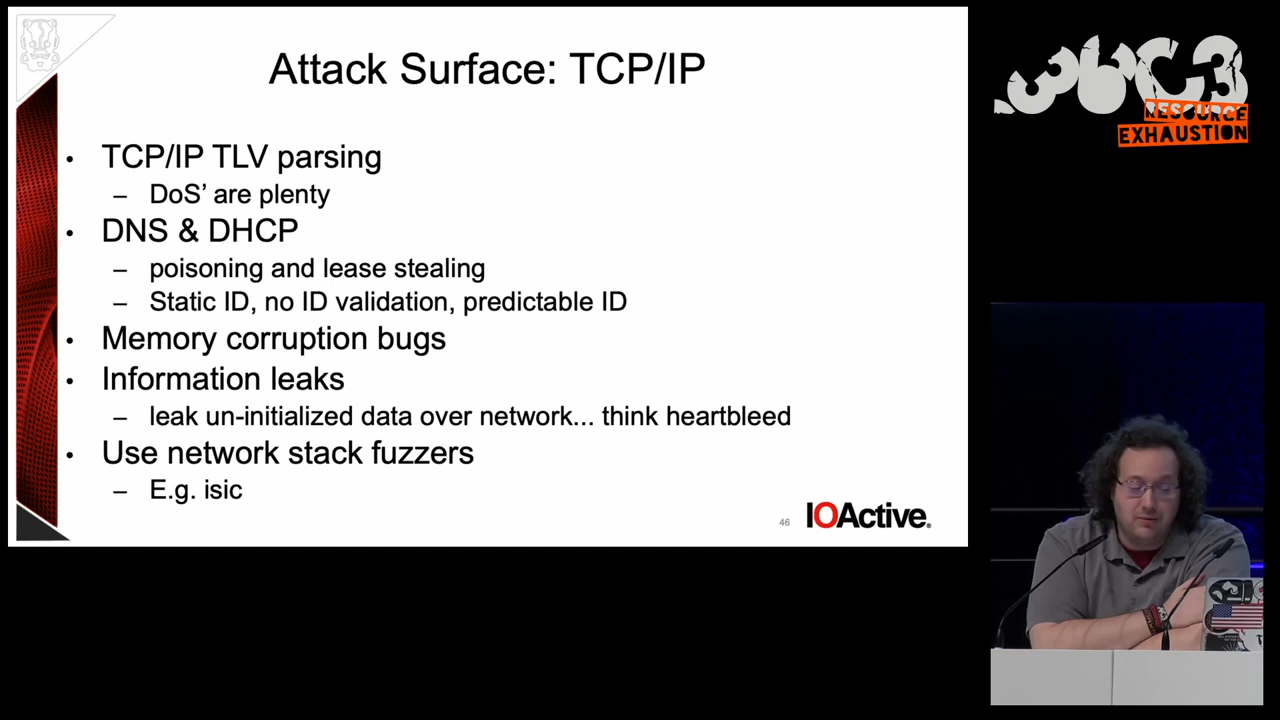 Attack Surface: TCP/IP
• TCP/IP TLV parsing
– DoS' are plenty
• DNS & DHCP
– poisoning and lease stealing
– Static ID, no ID validation, predictable ID
• Memory corruption bugs
• Information leaks
– leak un-initialized data over network... think heartbleed
• Use network stack fuzzers
– E.g. isic
46
IOActive.
36C3
RESOURCE
EXHAUSTION